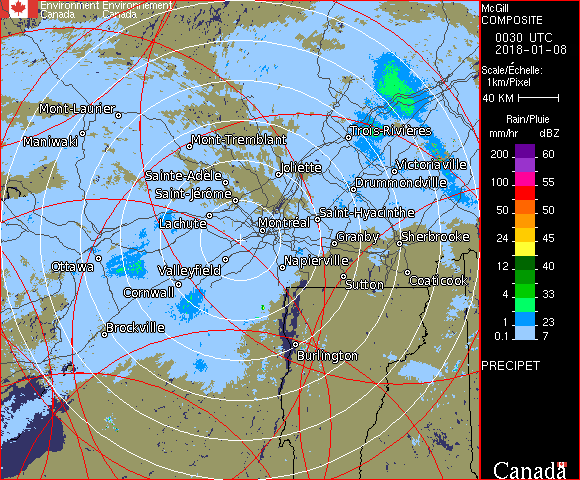 Environment Environnement
Canada Canada
McGill
COMPOSITE
0030 UTC
2018-01-08
Scale/Échelle:
1km/Pixel
40 KM
Rain/Pluie
mm/hr dBZ
200 60
150 57
100 55
50 50
24 45
12 40
4 33
1 23
0.1 7
PRECIPET
Canada
Mont-Laurier
Maniwaki
Mont-Tremblant
Trois-Rivières
Joliette
Victoriaville
Sainte-Adèle
Drummondville
Saint-Jérôme
Lachute
Montréal
Saint-Hyacinthe
Granby
Sherbrooke
Ottawa
Valleyfield
Napierville
Cornwall
Sutton
Coaticook
Brockville
Burlington